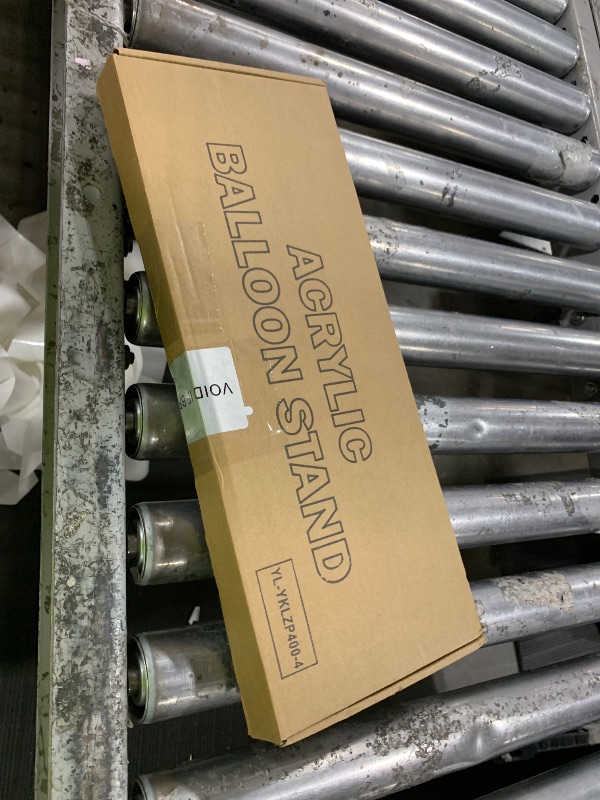 ACRYLIC
BALLOON STAND
YL-YKLZP400-4
VOID